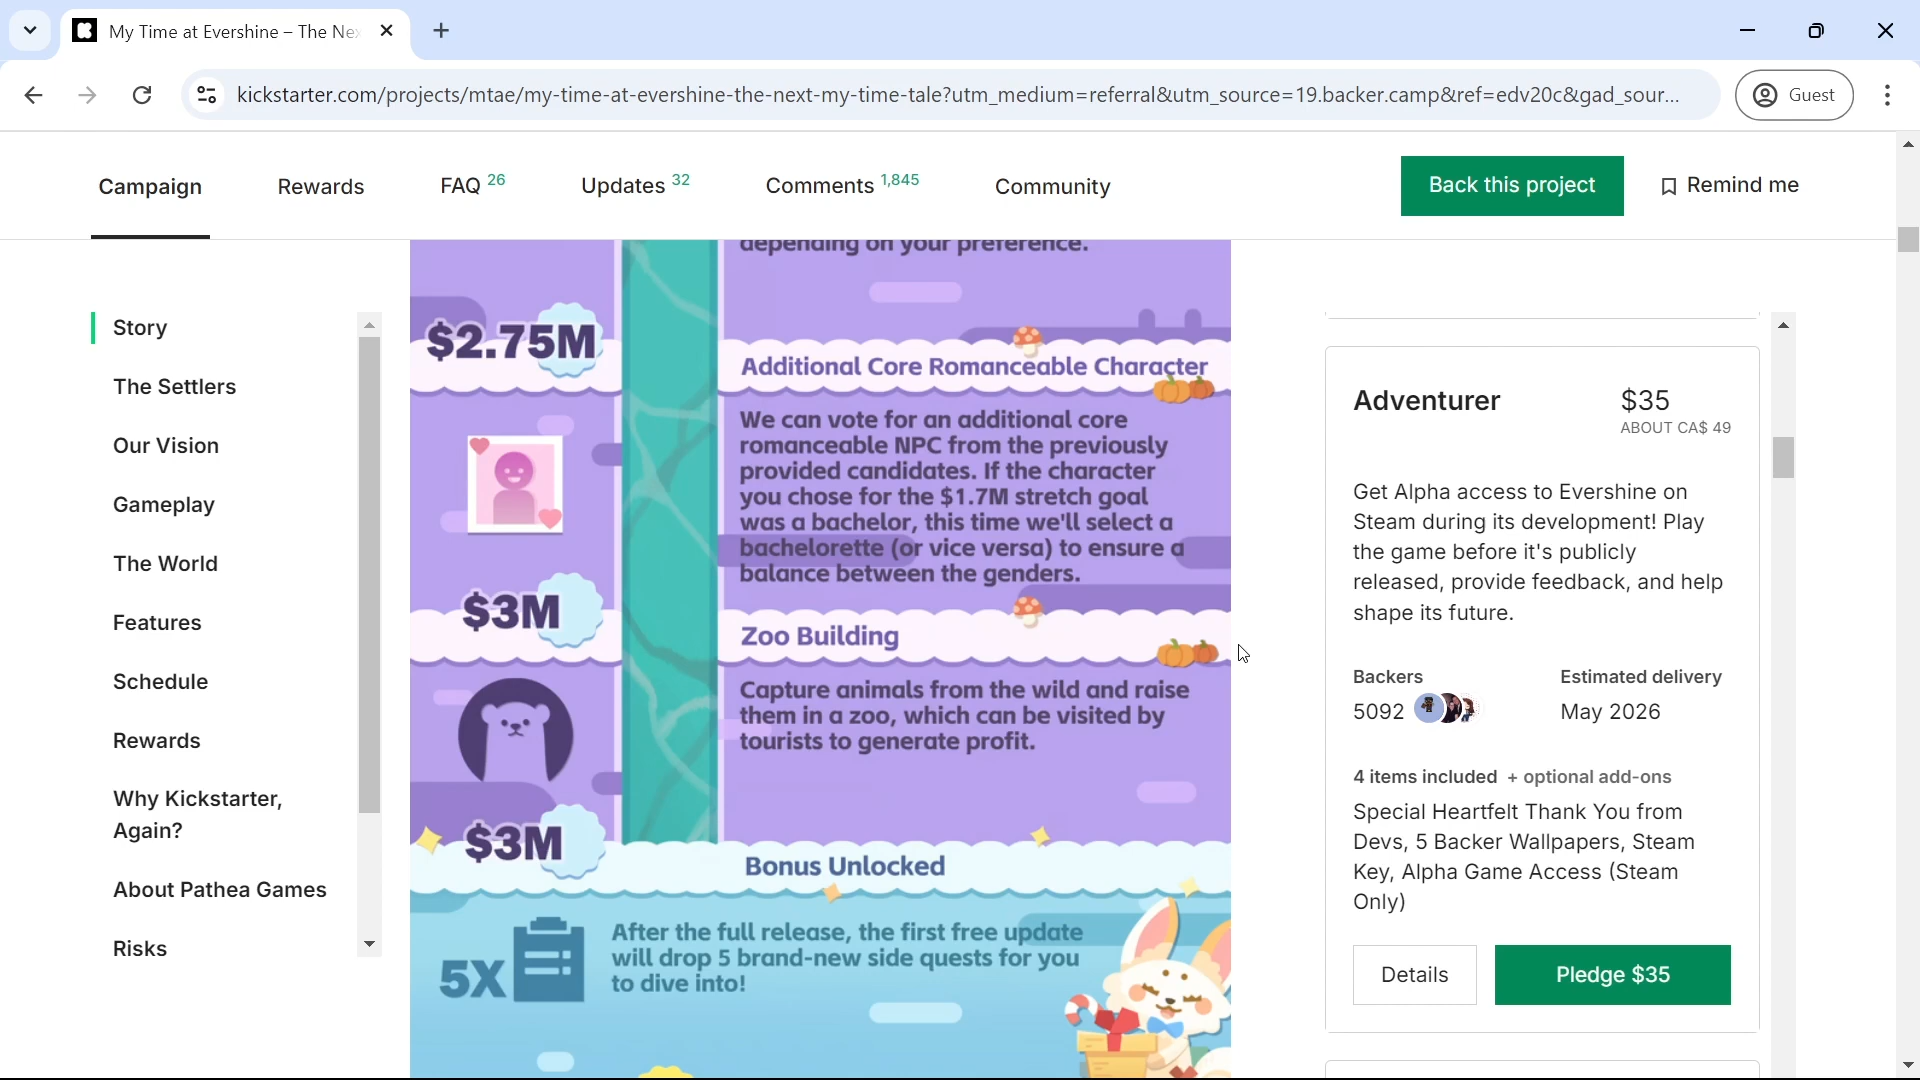 My Time at Evershine – The Nex
kickstarter.com/projects/mtae/my-time-at-evershine-the-next-my-time-tale?utm_medium=referral&utm_source=19.backer.camp&ref=edv20c&gad_sour...
Guest
Campaign
Rewards
FAQ 26
Updates 32
Comments 1,845
Community
Back this project
Remind me
Story
The Settlers
Our Vision
Gameplay
The World
Features
Schedule
Rewards
Why Kickstarter,
Again?
About Pathea Games
Risks
depending on your preference.
$2.75M
Additional Core Romanceable Character
We can vote for an additional core
romanceable NPC from the previously
provided candidates. If the character
you chose for the $1.7M stretch goal
was a bachelor, this time we'll select a
bachelorette (or vice versa) to ensure a
balance between the genders.
$3M
Zoo Building
Capture animals from the wild and raise
them in a zoo, which can be visited by
tourists to generate profit.
$3M
Bonus Unlocked
5X
After the full release, the first free update
will drop 5 brand-new side quests for you
to dive into!
Adventurer
$35
ABOUT CA$ 49
Get Alpha access to Evershine on
Steam during its development! Play
the game before it's publicly
released, provide feedback, and help
shape its future.
Backers
5092
Estimated delivery
May 2026
4 items included + optional add-ons
Special Heartfelt Thank You from
Devs, 5 Backer Wallpapers, Steam
Key, Alpha Game Access (Steam
Only)
Details
Pledge $35